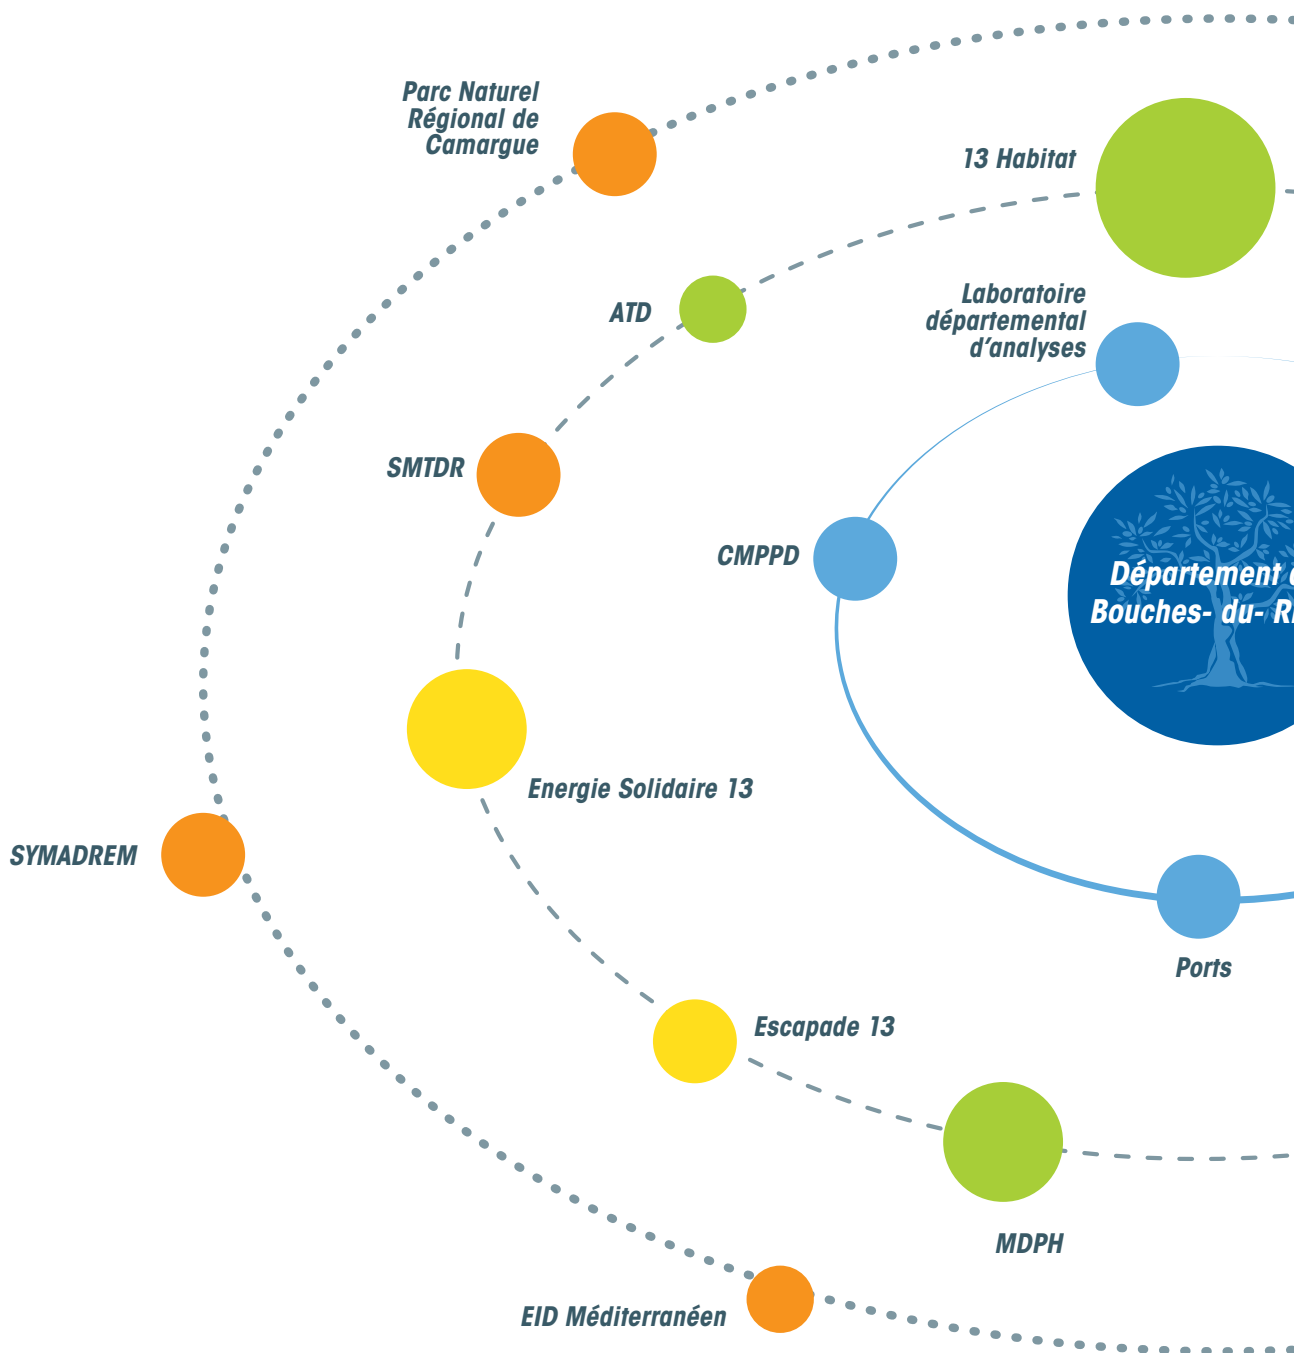 Parc Naturel
Régional de
Camargue
13 Habitat
Laboratoire
départemental
d'analyses
ATD
SMTDR
CMPPD
Département
Bouches- du-
Energie Solidaire 13
SYMADREM
Ports
Escapade 13
MDPH
EID Méditerranéen